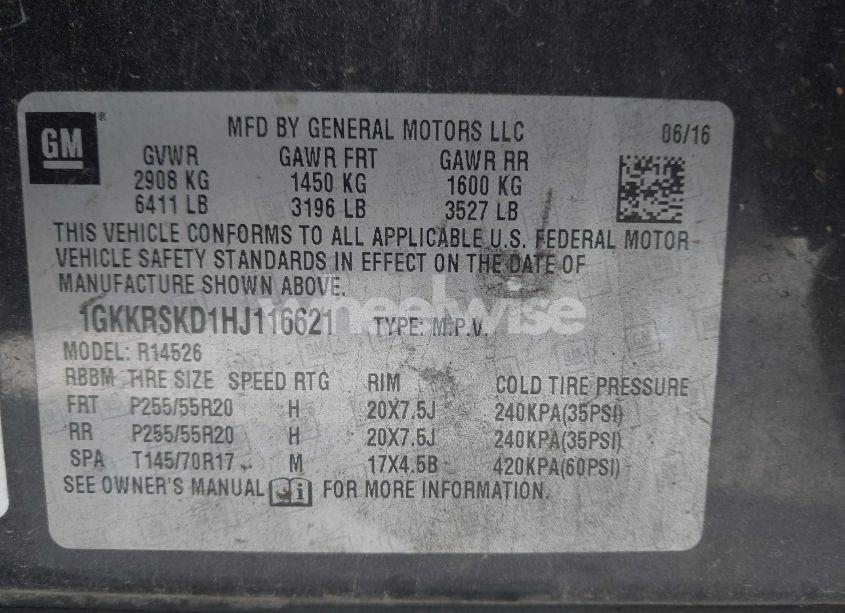 GM ®
MFD BY GENERAL MOTORS LLC 06/16
GVWR GAWR FRT GAWR RR
2908 KG 1450 KG 1600 KG
6411 LB 3196 LB 3527 LB
THIS VEHICLE CONFORMS TO ALL APPLICABLE U.S. FEDERAL MOTOR
VEHICLE SAFETY STANDARDS IN EFFECT ON THE DATE OF
MANUFACTURE SHOWN ABOVE.
1GKKRSKD1HJ116621 TYPE: M.P.V.
wheelwise
MODEL: R14526
RBBM TIRE SIZE SPEED RTG RIM COLD TIRE PRESSURE
FRT P255/55R20 H 20X7.5J 240KPA(35PSI)
RR P255/55R20 H 20X7.5J 240KPA(35PSI)
SPA T145/70R17 M 17X4.5B 420KPA(60PSI)
SEE OWNER'S MANUAL FOR MORE INFORMATION.